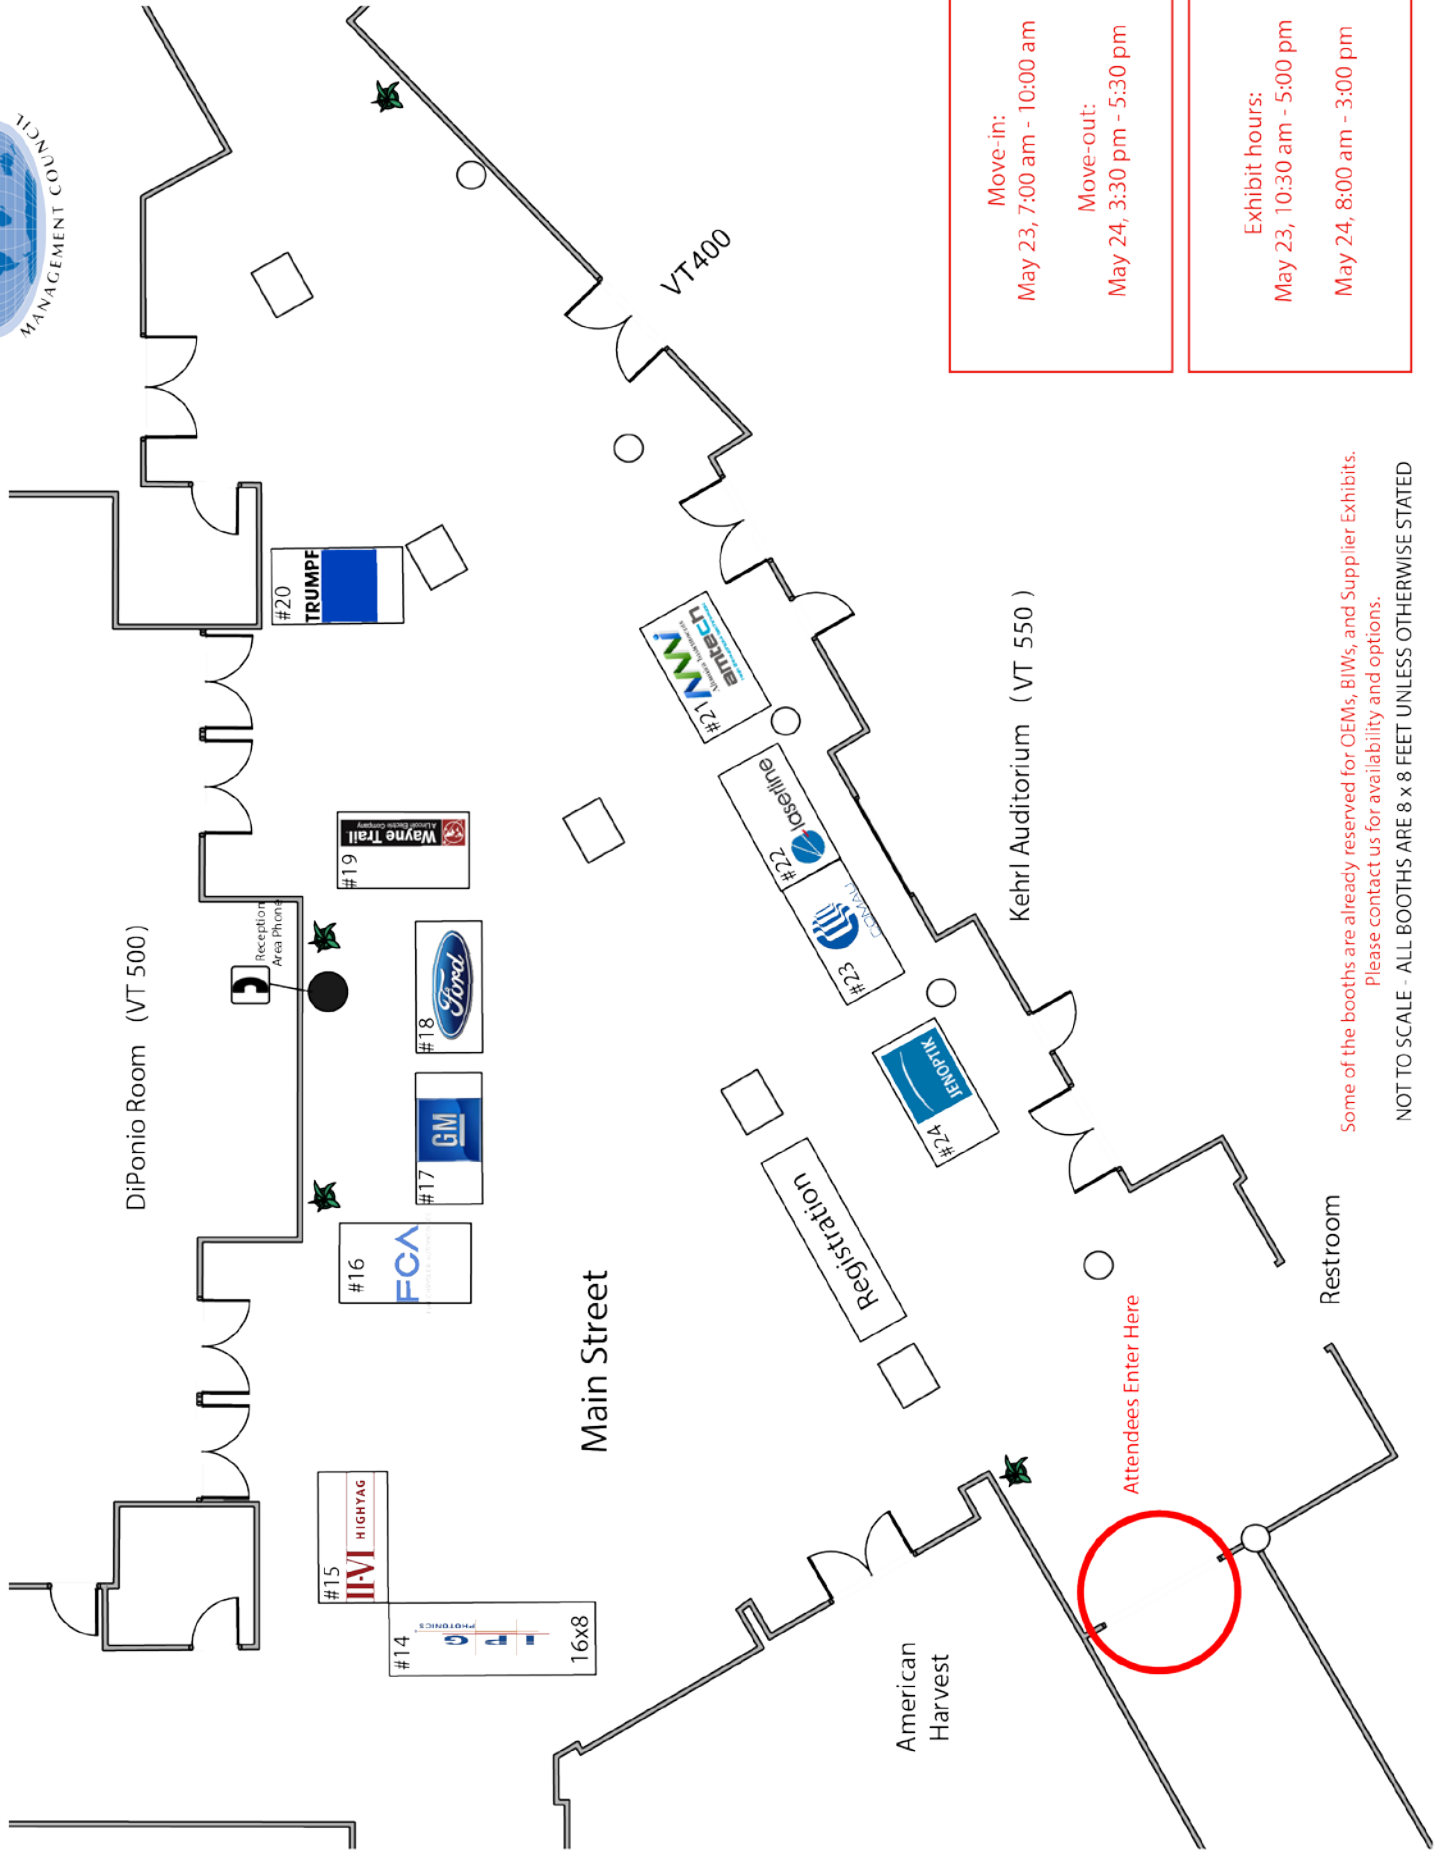 MANAGEMENT COUNCIL
Move-in:
May 23, 7:00 am - 10:00 am
Move-out:
May 24, 3:30 pm - 5:30 pm
Exhibit hours:
May 23, 10:30 am - 5:00 pm
May 24, 8:00 am - 3:00 pm
DiPonio Room (VT 500)
Reception
Area Phone
VT400
#20
TRUMPF
#19
Wayne Trail
A Lincoln Electric Company
#18
Ford
#17
GM
#16
FCA
#15
II-VI HIGHYAG
#14
IPG
PHOTONICS
16x8
#21
amtech
#22
laserline
#23
COMAU
#24
JENOPTIK
Registration
Main Street
Kehrl Auditorium (VT 550 )
American
Harvest
Attendees Enter Here
Restroom
Some of the booths are already reserved for OEMs, BIWs, and Supplier Exhibits.
Please contact us for availability and options.
NOT TO SCALE - ALL BOOTHS ARE 8 x 8 FEET UNLESS OTHERWISE STATED